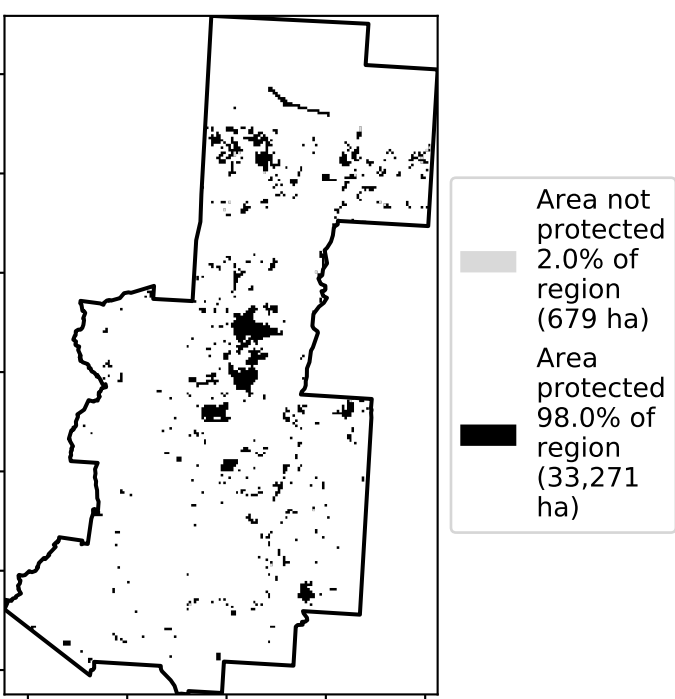 Area not
protected
2.0% of
region
(679 ha)
Area
protected
98.0% of
region
(33,271
ha)